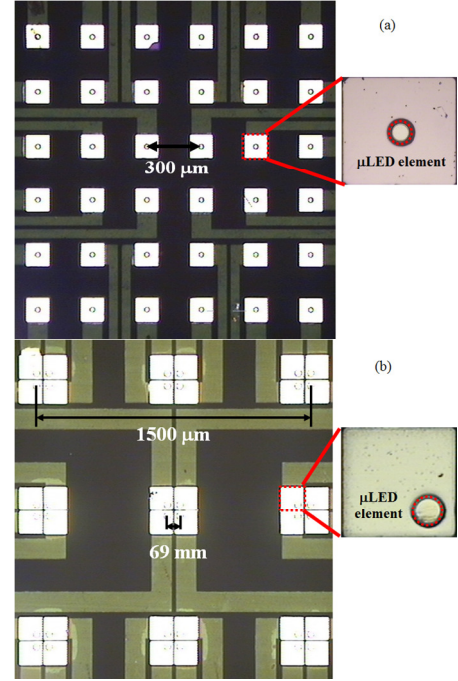 (a)
300 μm
μLED element
(b)
1500 μm
69 mm
μLED
element